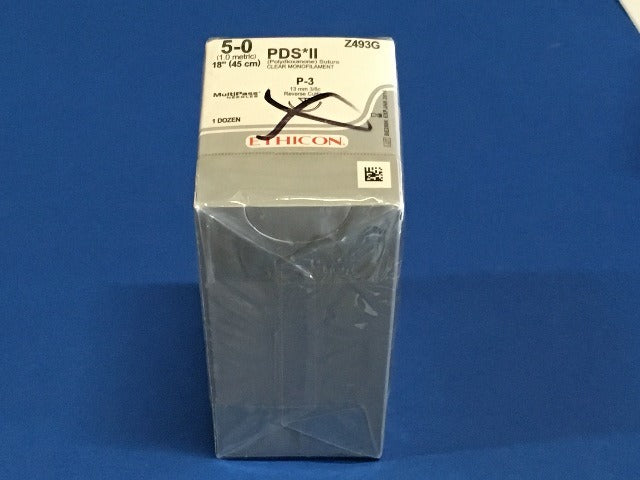 5-0
(1.0 metric)
18" (45 cm)
PDS*II
(Polydioxanone) Suture
CLEAR MONOFILAMENT
Z493G
P-3
13 mm 3/8c
Reverse
MultiPass
NEEDLES
1 DOZEN
ETHICON